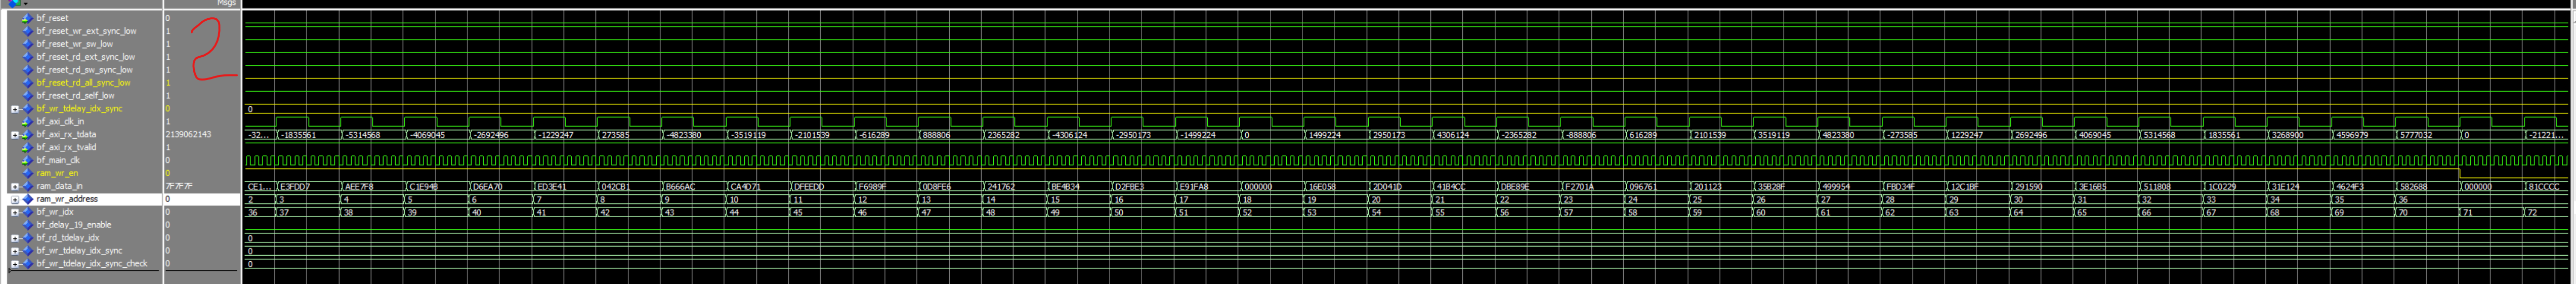 Msgs
bf_reset 0
bf_reset_wr_ext_sync_low 1
bf_reset_wr_sw_low 1
bf_reset_rd_ext_sync_low 1
bf_reset_rd_sw_sync_low 1
bf_reset_rd_all_sync_low 1
bf_reset_rd_self_low 1
bf_wr_tdelay_idx_sync 0 0
bf_axi_clk_in 1
bf_axi_rx_tdata 2139062143 -32... -1835561 -5314568 -4069045 -2692496 -1229247 273585 -4823380 -3519119 -2101539 -616289 888806 2365282 -4306124 -2950173 -1499224 0 1499224 2950173 4306124 -2365282 -888806 616289 2101539 3519119 4823380 -273585 1229247 2692496 4069045 5314568 1835561 3268900 4596979 5777032 0 -21221...
bf_axi_rx_tvalid 1
bf_main_clk 0
ram_wr_en 0
ram_data_in 7F7F7F CE1... E3FDD7 AEE7F8 C1E94B D6EA70 ED3E41 042CB1 B666AC CA4D71 DFEEDD F6989F 0D8FE6 241762 BE4B34 D2FBE3 E91FA8 000000 16E058 2D041D 41B4CC DBE89E F2701A 096761 201123 35B28F 499954 FBD34F 12C1BF 291590 3E16B5 511808 1C0229 31E124 4624F3 582688 000000 81CCCC
ram_wr_address 0 2 3 4 5 6 7 8 9 10 11 12 13 14 15 16 17 18 19 20 21 22 23 24 25 26 27 28 29 30 31 32 33 34 35 36
bf_wr_idx 0 36 37 38 39 40 41 42 43 44 45 46 47 48 49 50 51 52 53 54 55 56 57 58 59 60 61 62 63 64 65 66 67 68 69 70 71 72
bf_delay_19_enable 0
bf_rd_tdelay_idx 0 0
bf_wr_tdelay_idx_sync 0 0
bf_wr_tdelay_idx_sync_check 0 0
2